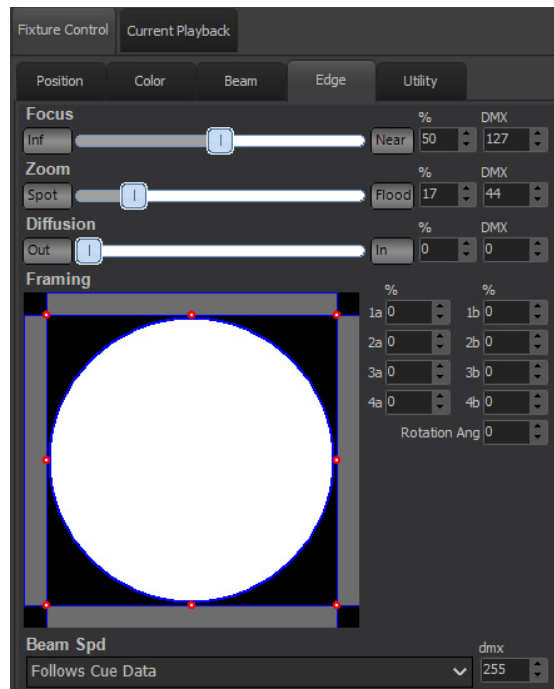 Fixture Control Current Playback
Position Color Beam Edge Utility
Focus % DMX
Inf Near 50 127
Zoom % DMX
Spot Flood 17 44
Diffusion % DMX
Out In 0 0
Framing % %
1a 0 1b 0
2a 0 2b 0
3a 0 3b 0
4a 0 4b 0
Rotation Ang 0
Beam Spd dmx
Follows Cue Data 255